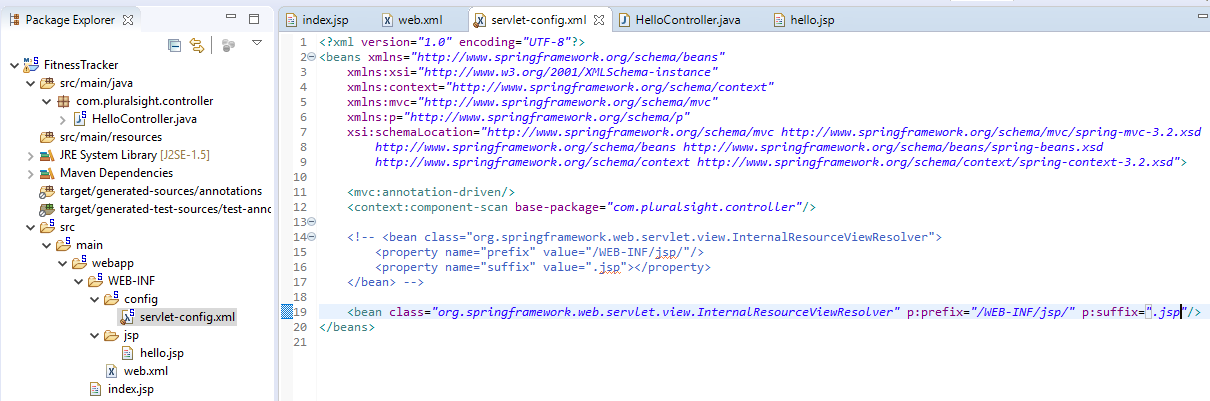 Package Explorer
FitnessTracker
src/main/java
com.pluralsight.controller
HelloController.java
src/main/resources
JRE System Library [J2SE-1.5]
Maven Dependencies
target/generated-sources/annotations
target/generated-test-sources/test-anno
src
main
webapp
WEB-INF
config
servlet-config.xml
jsp
hello.jsp
web.xml
index.jsp
index.jsp web.xml servlet-config.xml HelloController.java hello.jsp
1 <?xml version="1.0" encoding="UTF-8"?>
2 <beans xmlns="http://www.springframework.org/schema/beans"
3 xmlns:xsi="http://www.w3.org/2001/XMLSchema-instance"
4 xmlns:context="http://www.springframework.org/schema/context"
5 xmlns:mvc="http://www.springframework.org/schema/mvc"
6 xmlns:p="http://www.springframework.org/schema/p"
7 xsi:schemaLocation="http://www.springframework.org/schema/mvc http://www.springframework.org/schema/mvc/spring-mvc-3.2.xsd
8 http://www.springframework.org/schema/beans http://www.springframework.org/schema/beans/spring-beans.xsd
9 http://www.springframework.org/schema/context http://www.springframework.org/schema/context/spring-context-3.2.xsd">
10
11 <mvc:annotation-driven/>
12 <context:component-scan base-package="com.pluralsight.controller"/>
13
14 <!-- <bean class="org.springframework.web.servlet.view.InternalResourceViewResolver">
15 <property name="prefix" value="/WEB-INF/jsp/"/>
16 <property name="suffix" value=".jsp"></property>
17 </bean> -->
18
19 <bean class="org.springframework.web.servlet.view.InternalResourceViewResolver" p:prefix="/WEB-INF/jsp/" p:suffix=".jsp"/>
20 </beans>
21